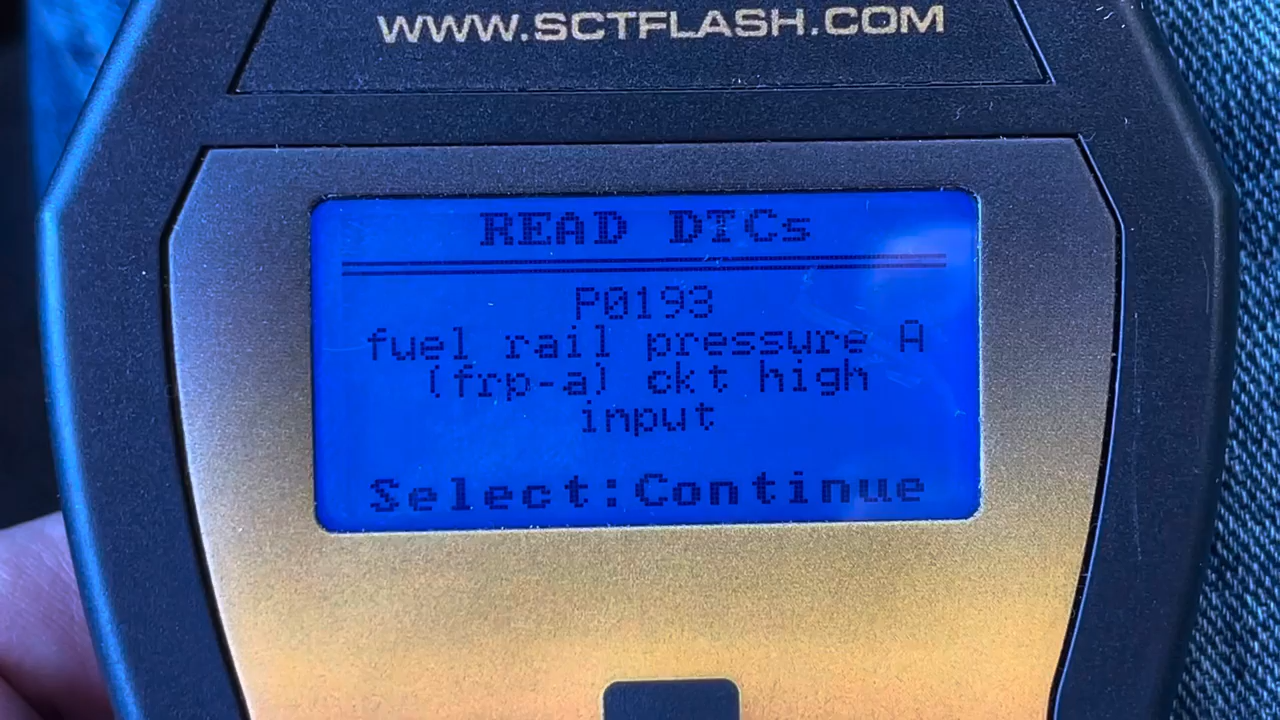 WWW.SCTFLASH.COM
READ DTCs
P0193
fuel rail pressure A
(frp-a) ckt high
input
Select:Continue